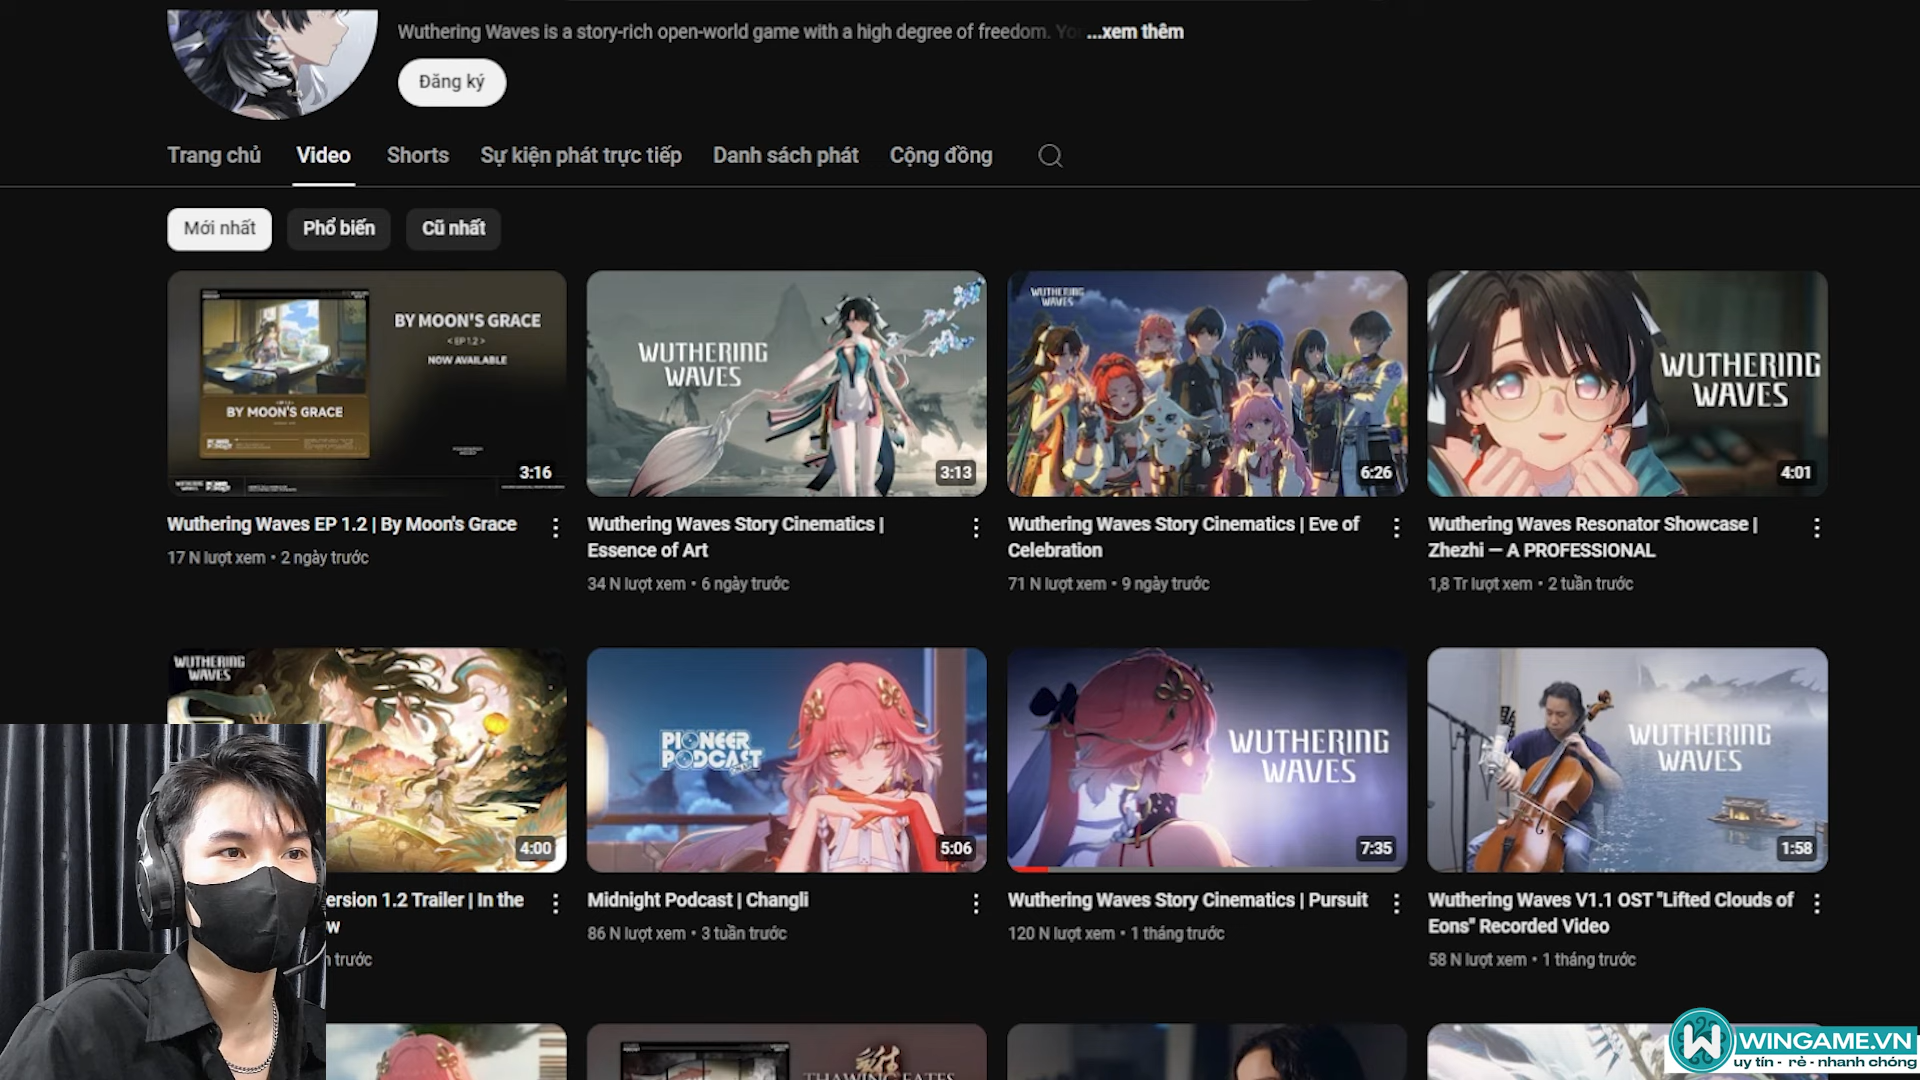 Wuthering Waves is a story-rich open-world game with a high degree of freedom. Yo ...xem thêm
Đăng ký
Trang chủ Video Shorts Sự kiện phát trực tiếp Danh sách phát Cộng đồng
Mới nhất Phổ biến Cũ nhất
BY MOON'S GRACE
< EP 1.2 >
NOW AVAILABLE
BY MOON'S GRACE
3:16
WUTHERING
WAVES
3:13
WUTHERING
WAVES
6:26
WUTHERING
WAVES
4:01
Wuthering Waves EP 1.2 | By Moon's Grace
17 N lượt xem • 2 ngày trước
Wuthering Waves Story Cinematics |
Essence of Art
34 N lượt xem • 6 ngày trước
Wuthering Waves Story Cinematics | Eve of
Celebration
71 N lượt xem • 9 ngày trước
Wuthering Waves Resonator Showcase |
Zhezhi — A PROFESSIONAL
1,8 Tr lượt xem • 2 tuần trước
WUTHERING
WAVES
4:00
PIONEER
PODCAST
5:06
WUTHERING
WAVES
7:35
WUTHERING
WAVES
1:58
ersion 1.2 Trailer | In the
w
trước
Midnight Podcast | Changli
86 N lượt xem • 3 tuần trước
Wuthering Waves Story Cinematics | Pursuit
120 N lượt xem • 1 tháng trước
Wuthering Waves V1.1 OST "Lifted Clouds of
Eons" Recorded Video
58 N lượt xem • 1 tháng trước
THAWING FATES
WINGAME.VN
uy tín - rẻ - nhanh chóng